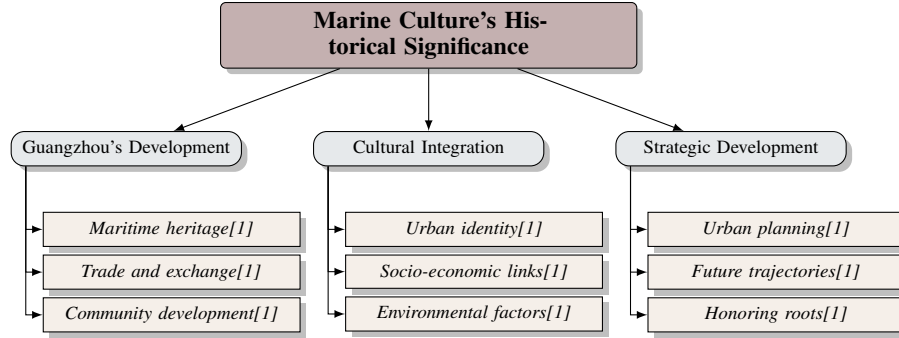 Marine Culture's His-
torical Significance
Guangzhou's Development
Cultural Integration
Strategic Development
Maritime heritage[1]
Urban identity[1]
Urban planning[1]
Trade and exchange[1]
Socio-economic links[1]
Future trajectories[1]
Community development[1]
Environmental factors[1]
Honoring roots[1]